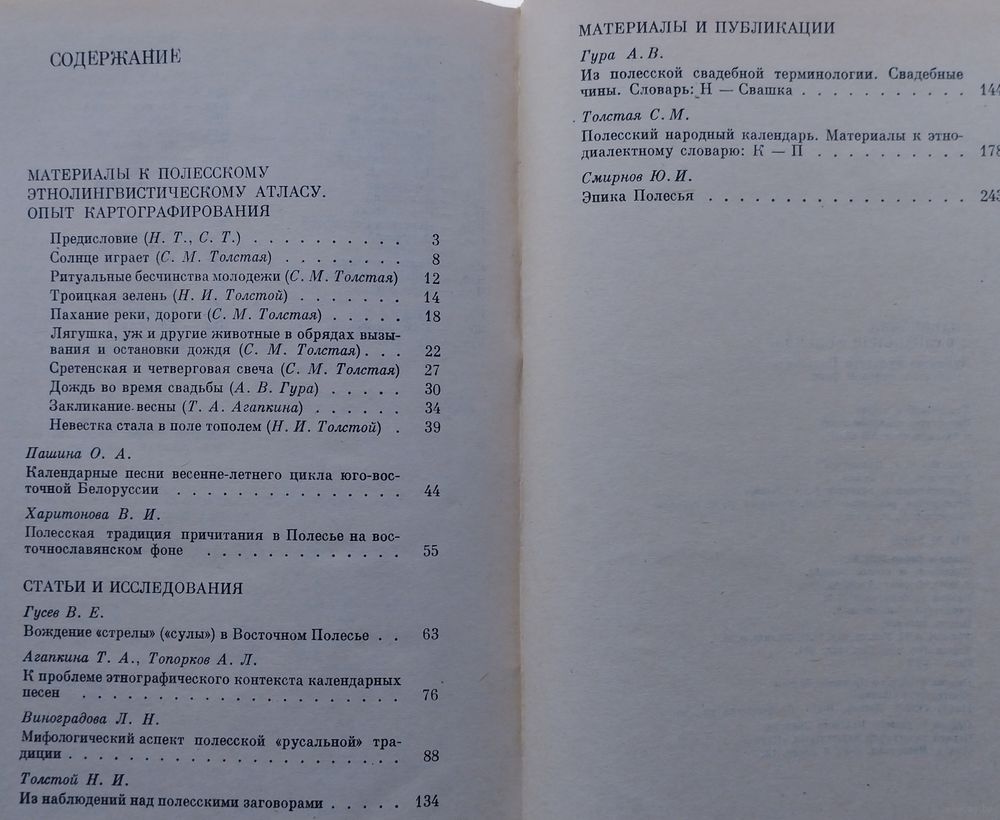 СОДЕРЖАНИЕ
МАТЕРИАЛЫ К ПОЛЕССКОМУ
ЭТНОЛИНГВИСТИЧЕСКОМУ АТЛАСУ.
ОПЫТ КАРТОГРАФИРОВАНИЯ
Предисловие (Н. Т., С. Т.) . . . . . . . . . . 3
Солнце играет (С. М. Толстая) . . . . . . . . 8
Ритуальные бесчинства молодежи (С. М. Толстая) 12
Троицкая зелень (Н. И. Толстой) . . . . . . . 14
Пахание реки, дороги (С. М. Толстая) . . . . . 18
Лягушка, уж и другие животные в обрядах вызы-
вания и остановки дождя (С. М. Толстая) . . . 22
Сретенская и четверговая свеча (С. М. Толстая) 27
Дождь во время свадьбы (А. В. Гура) . . . . . 30
Закликание весны (Т. А. Агапкина) . . . . . . 34
Невестка стала в поле тополем (Н. И. Толстой) . 39
Пашина О. А.
Календарные песни весенне-летнего цикла юго-вос-
точной Белоруссии . . . . . . . . . . . . . . . 44
Харитонова В. И.
Полесская традиция причитания в Полесье на вос-
точнославянском фоне . . . . . . . . . . . . . 55
СТАТЬИ И ИССЛЕДОВАНИЯ
Гусев В. Е.
Вождение «стрелы» («сулы») в Восточном Полесье . . 63
Агапкина Т. А., Топорков А. Л.
К проблеме этнографического контекста календарных
песен . . . . . . . . . . . . . . . . . 76
Виноградова Л. Н.
Мифологический аспект полесской «русальной» тра-
диции . . . . . . . . . . . . . . . . . . 88
Толстой Н. И.
Из наблюдений над полесскими заговорами . . . . . 134
МАТЕРИАЛЫ И ПУБЛИКАЦИИ
Гура А. В.
Из полесской свадебной терминологии. Свадебные
чины. Словарь: Н — Свашка . . . . . . . . . . . 144
Толстая С. М.
Полесский народный календарь. Материалы к этно-
диалектному словарю: К — П . . . . . . . . . . 178
Смирнов Ю. И.
Эпика Полесья . . . . . . . . . . . . . . . . . 243